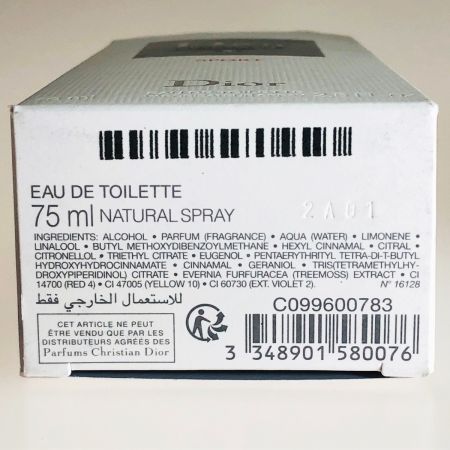 SPORT
Dior
EAU DE TOILETTE
75 ml NATURAL SPRAY
2A01
INGREDIENTS: ALCOHOL • PARFUM (FRAGRANCE) • AQUA (WATER) • LIMONENE •
LINALOOL • BUTYL METHOXYDIBENZOYLMETHANE • HEXYL CINNAMAL • CITRAL •
CITRONELLOL • TRIETHYL CITRATE • EUGENOL • PENTAERYTHRITYL TETRA-DI-T-BUTYL
HYDROXYHYDROCINNAMATE • CINNAMAL • GERANIOL • TRIS(TETRAMETHYL-
HYDROXYPIPERIDINOL) CITRATE • EVERNIA FURFURACEA (TREEMOSS) EXTRACT • CI
14700 (RED 4) • CI 47005 (YELLOW 10) • CI 60730 (EXT. VIOLET 2).
N° 16128
للاستعمال الخارجي فقط
CET ARTICLE NE PEUT
ÊTRE VENDU QUE PAR LES
DISTRIBUTEURS AGRÉÉS DES
Parfums Christian Dior
C099600783
3 348901 580076